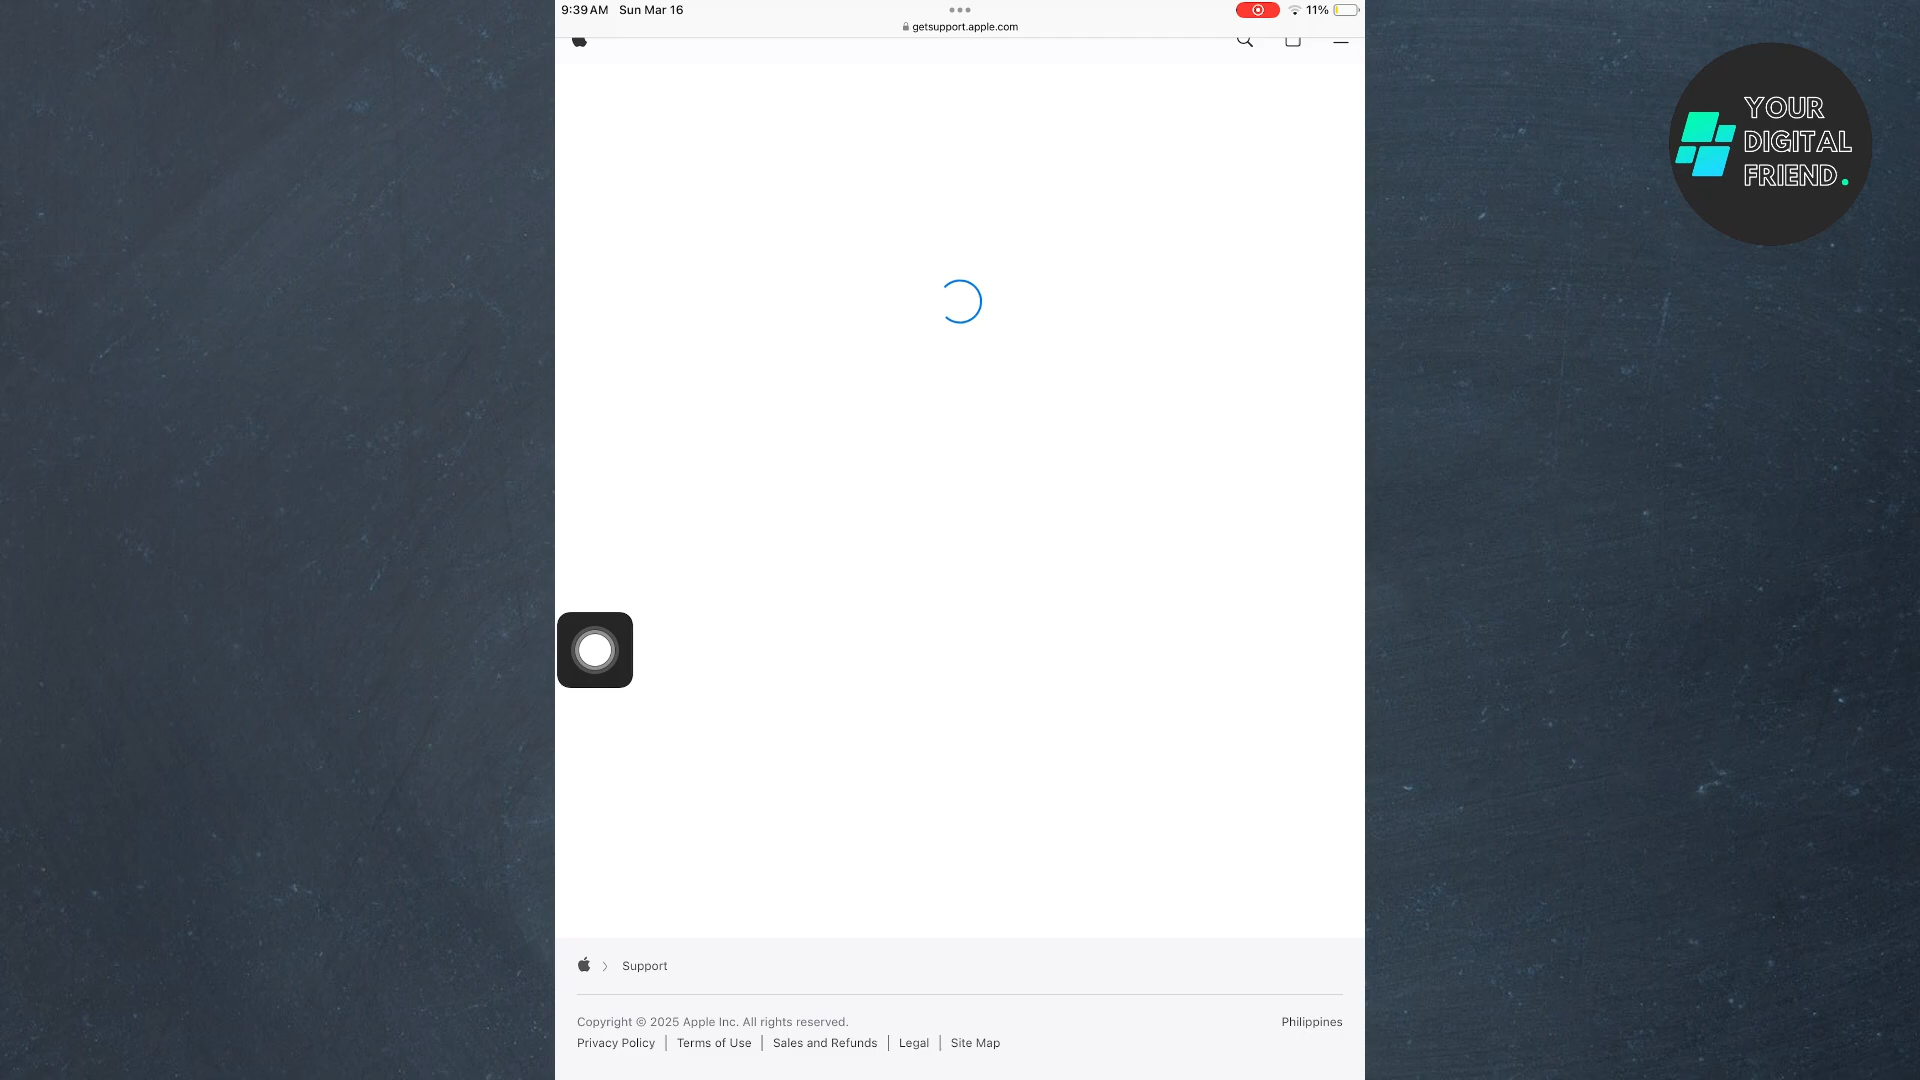 9:39 AM Sun Mar 16
11%
getsupport.apple.com
YOUR
DIGITAL
FRIEND.
Support
Copyright © 2025 Apple Inc. All rights reserved.
Philippines
Privacy Policy | Terms of Use | Sales and Refunds | Legal | Site Map